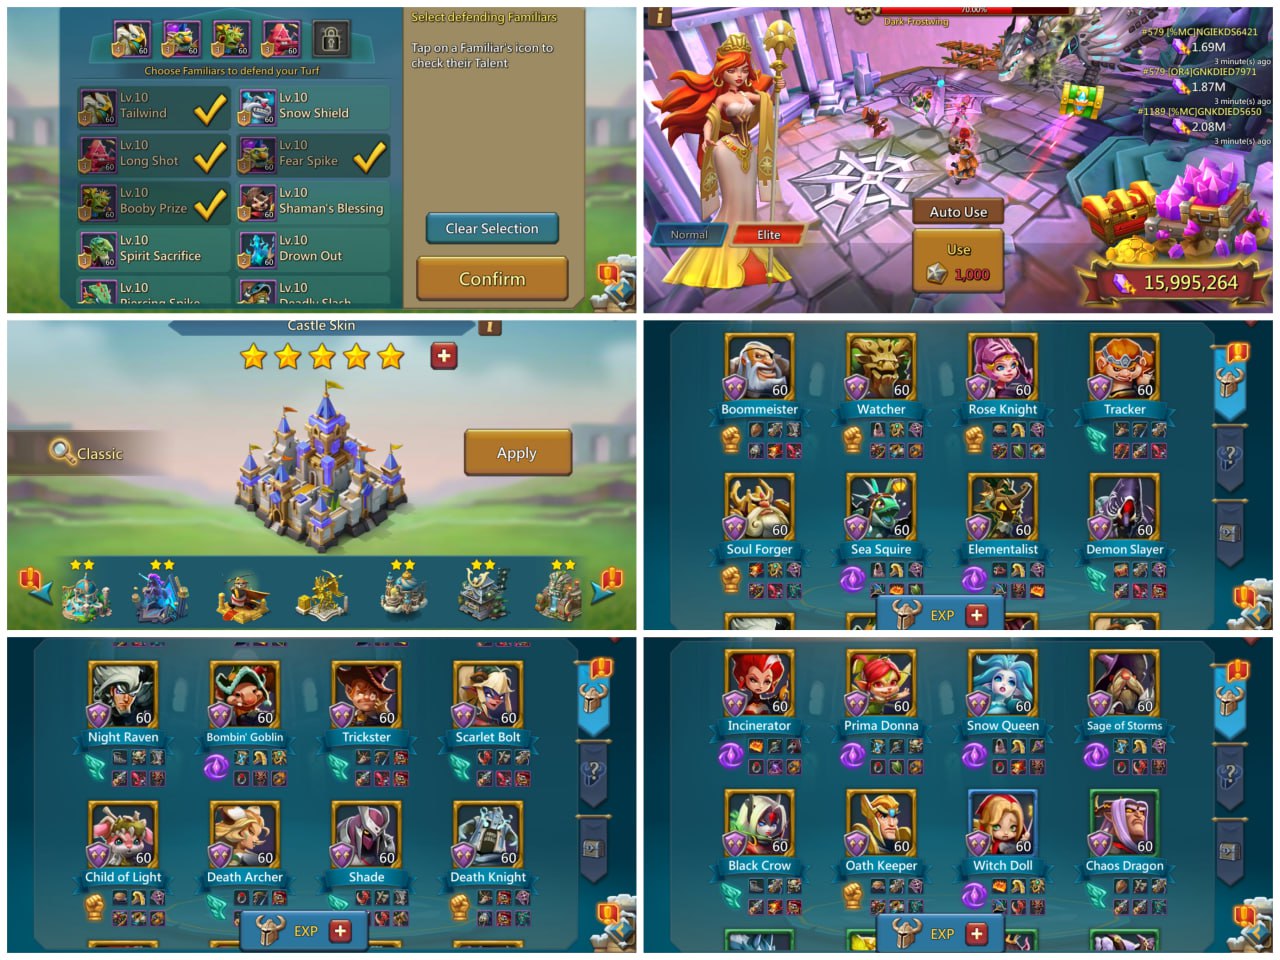 4 60
4 60
1 60
3 60
Choose Familiars to defend your Turf
Lv.10
Tailwind
Lv.10
Snow Shield
Lv.10
Long Shot
Lv.10
Fear Spike
Lv.10
Booby Prize
Lv.10
Shaman's Blessing
Lv.10
Spirit Sacrifice
Lv.10
Drown Out
Lv.10
Piercing Spike
Lv.10
Deadly Slash
Select defending Familiars
Tap on a Familiar's icon to
check their Talent
Clear Selection
Confirm
70.00%
Dark Frostwing
#579 [%MC]NGIEKDS6421
1.69M
3 minute(s) ago
#579 [OR4]GNKDIED7971
1.87M
3 minute(s) ago
#1189 [%MC]GNKDIED5650
2.08M
3 minute(s) ago
Normal
Elite
Auto Use
Use
1,000
15,995,264
Castle Skin
Classic
Apply
60
60
60
60
Boommeister
Watcher
Rose Knight
Tracker
60
60
60
60
Soul Forger
Sea Squire
Elementalist
Demon Slayer
EXP
60
60
60
60
Night Raven
Bombin' Goblin
Trickster
Scarlet Bolt
60
60
60
60
Child of Light
Death Archer
Shade
Death Knight
EXP
60
60
60
60
Incinerator
Prima Donna
Snow Queen
Sage of Storms
60
60
60
60
Black Crow
Oath Keeper
Witch Doll
Chaos Dragon
EXP